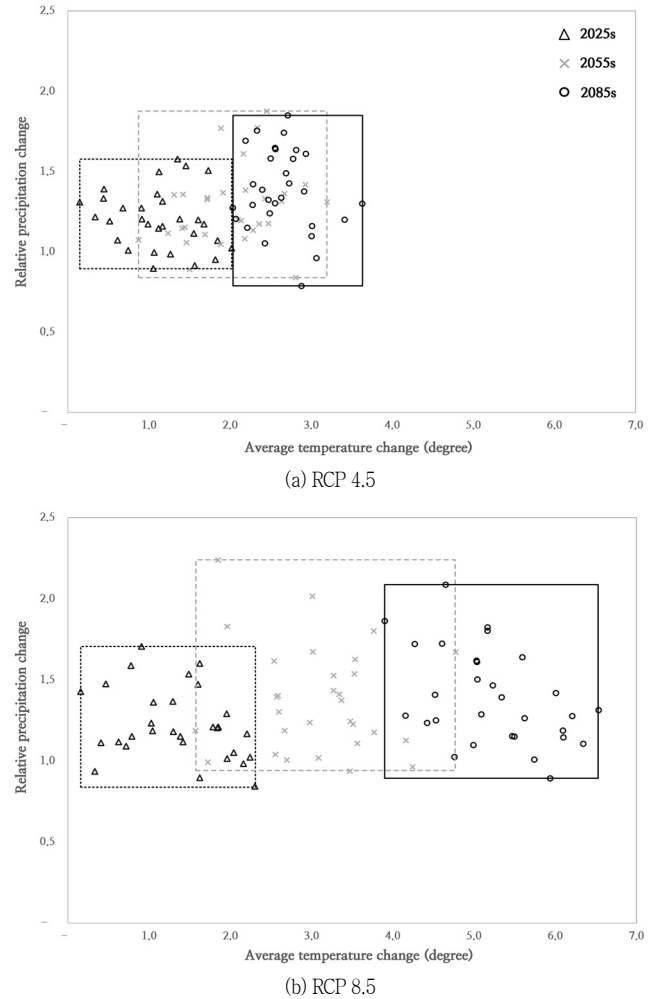 2,5
2,0
1,5
1,0
0,5
–
Relative precipitation change
△ 2025s
× 2055s
○ 2085s
– 1,0 2,0 3,0 4,0 5,0 6,0 7,0
Average temperature change (degree)
(a) RCP 4.5
2,5
2,0
1,5
1,0
0,5
–
Relative precipitation change
– 1,0 2,0 3,0 4,0 5,0 6,0 7,0
Average temperature change (degree)
(b) RCP 8.5